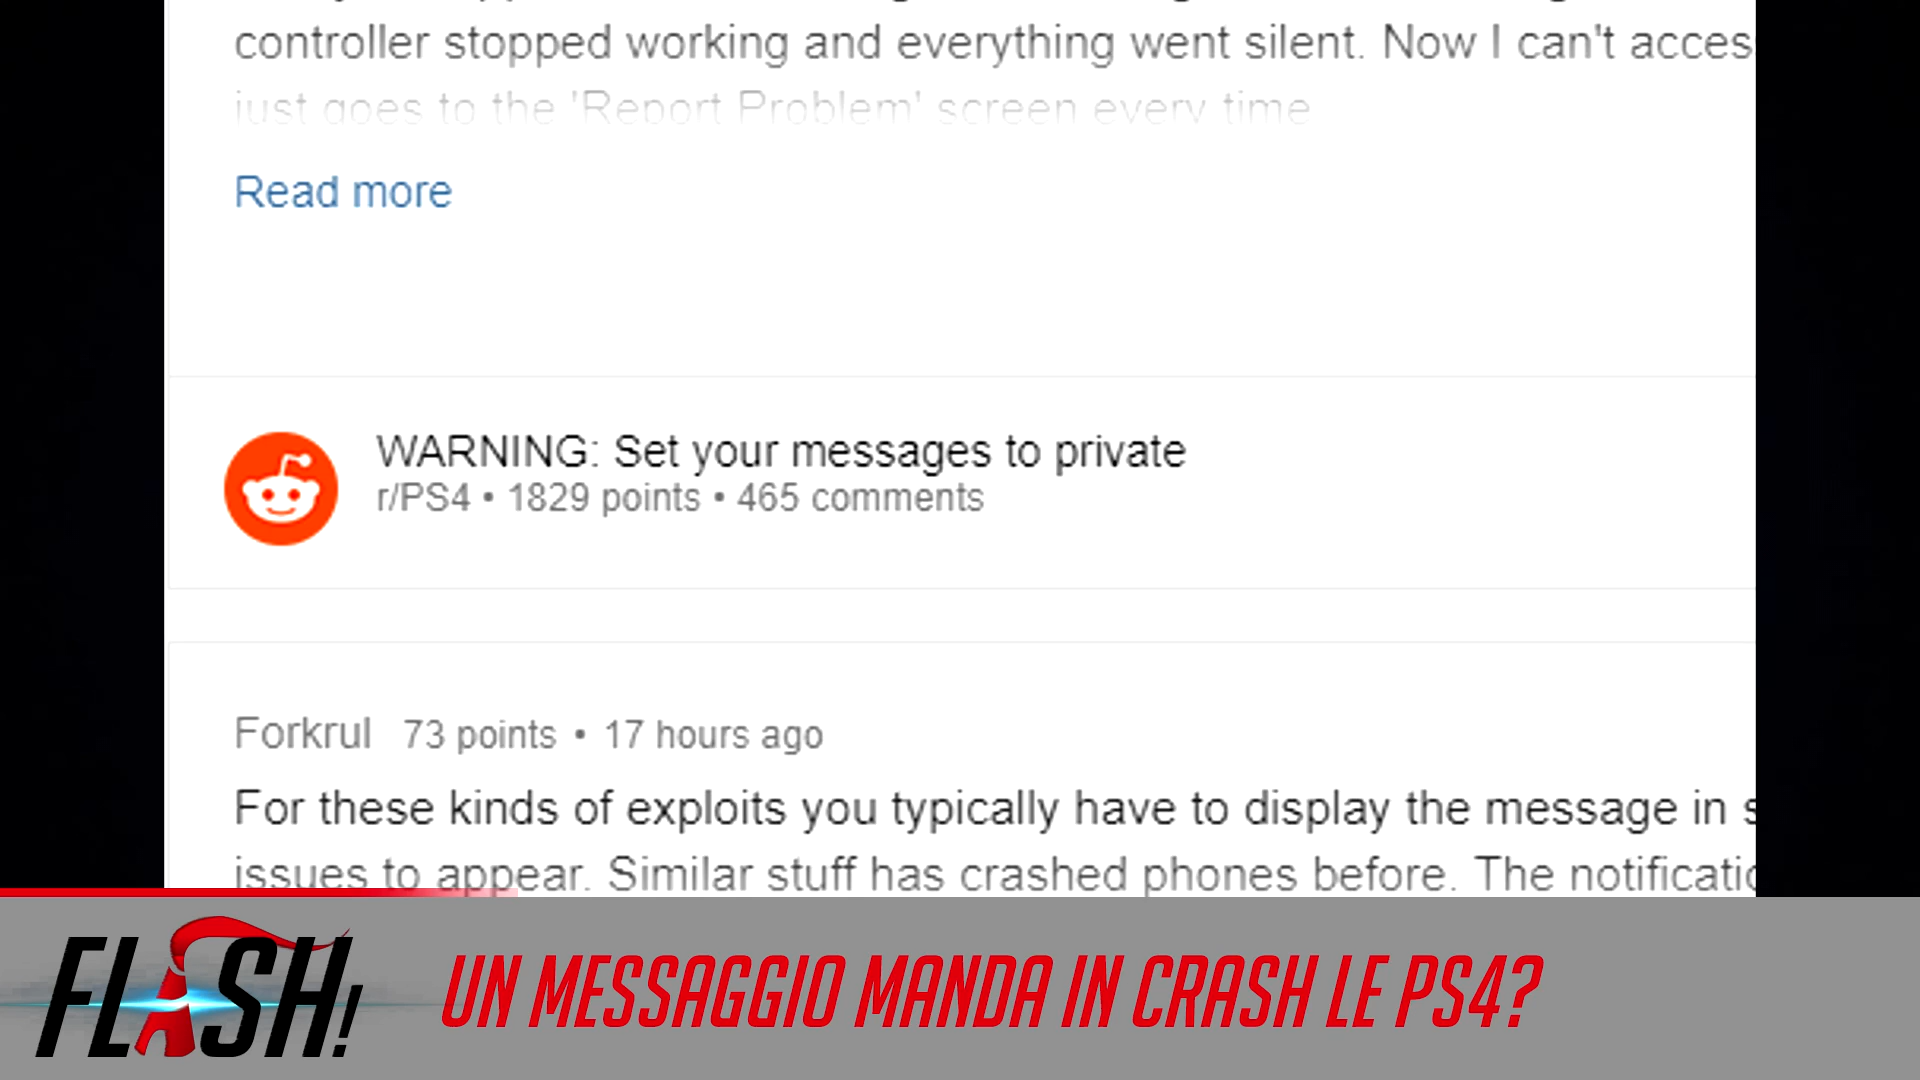 controller stopped working and everything went silent. Now I can't acces
just goes to the 'Report Problem' screen every time
Read more
WARNING: Set your messages to private
r/PS4 • 1829 points • 465 comments
Forkrul 73 points • 17 hours ago
For these kinds of exploits you typically have to display the message in s
issues to appear. Similar stuff has crashed phones before. The notificatio
FLASH!
UN MESSAGGIO MANDA IN CRASH LE PS4?